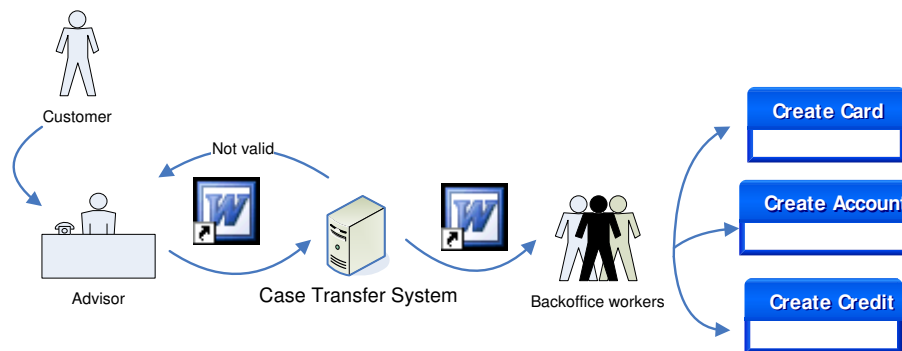 Customer
Not valid
W
W
Advisor
Case Transfer System
Backoffice workers
Create Card
Create Account
Create Credit